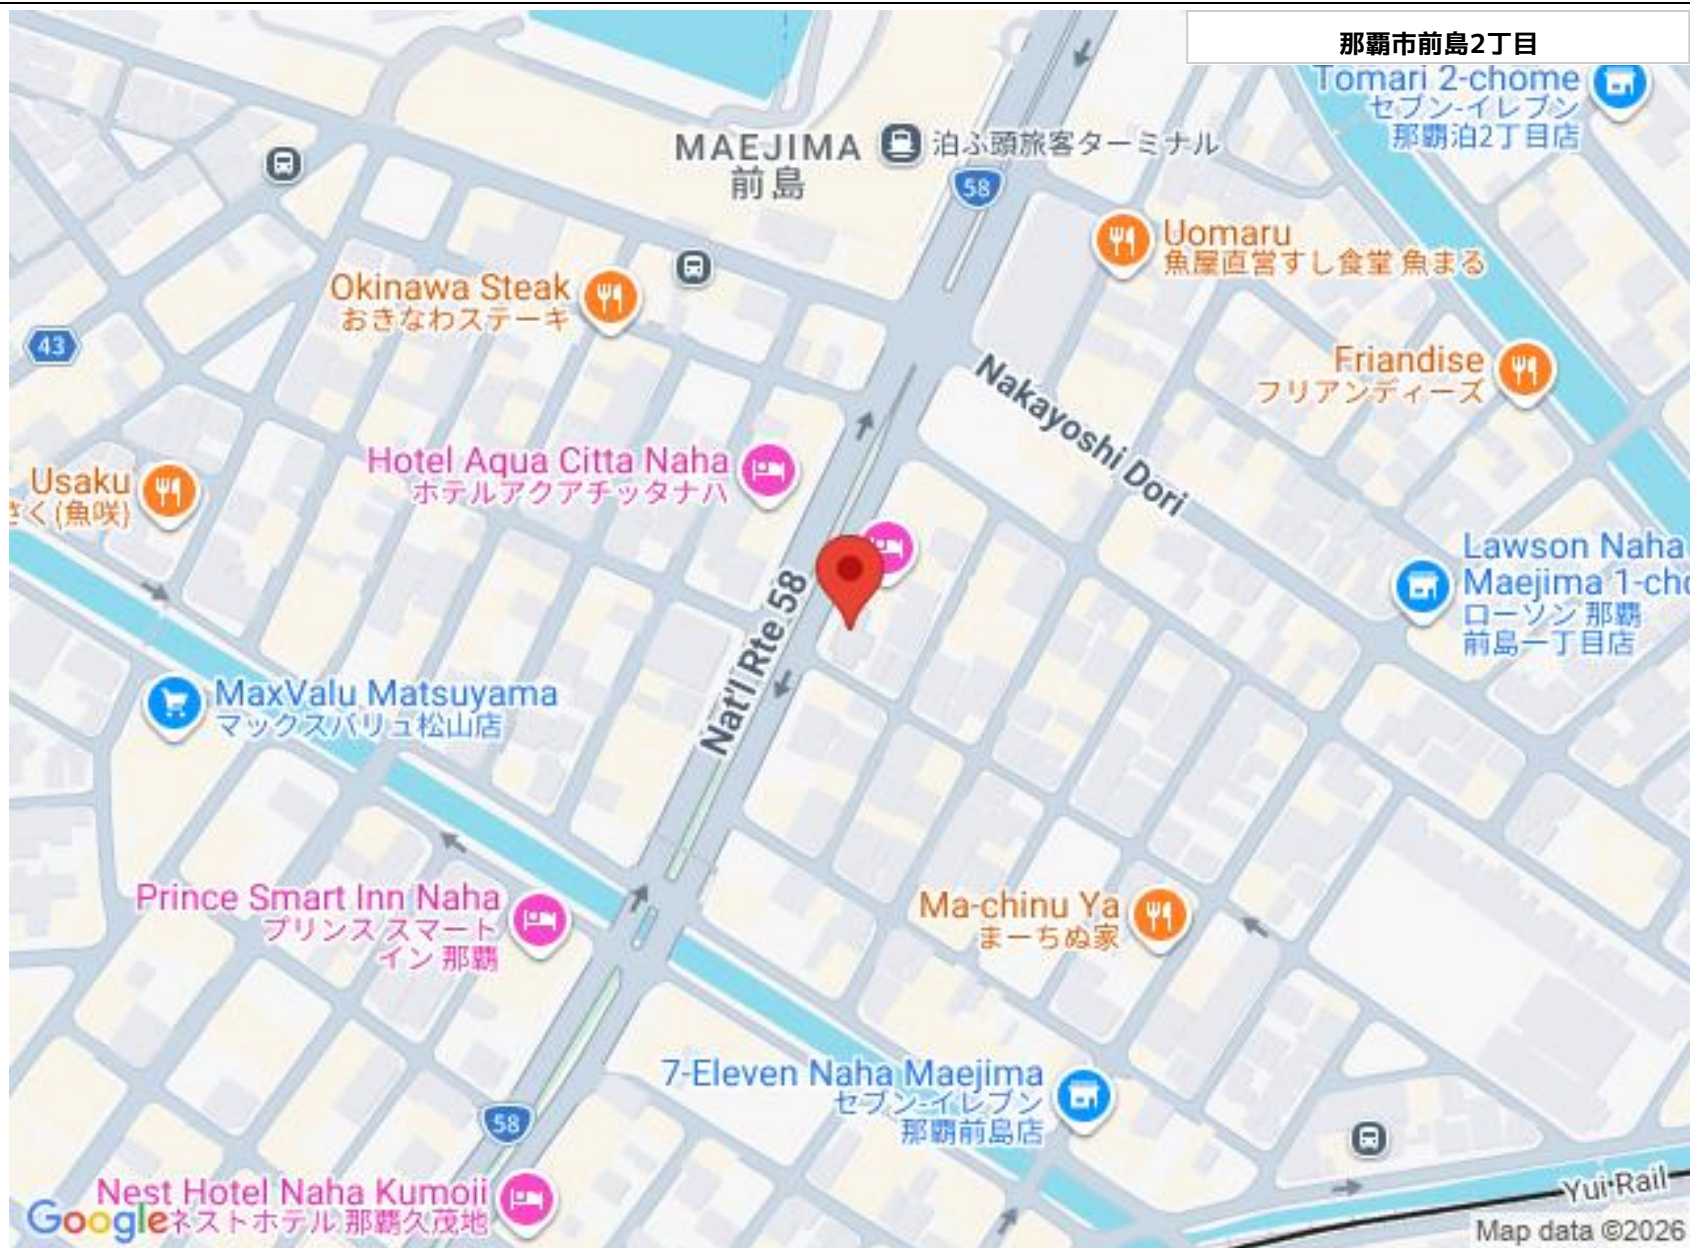 那覇市前島2丁目
Tomari 2-chome
セブン-イレブン
那覇泊2丁目店
MAEJIMA
前島
泊ふ頭旅客ターミナル
58
Uomaru
魚屋直営すし食堂 魚まる
Okinawa Steak
おきなわステーキ
43
Friandise
フリアンディーズ
Nakayoshi Dori
Hotel Aqua Citta Naha
ホテルアクアチッタナハ
Usaku
さく(魚咲)
Lawson Naha
Maejima 1-cho
ローソン 那覇
前島一丁目店
Nat'l Rte 58
MaxValu Matsuyama
マックスバリュ松山店
Prince Smart Inn Naha
プリンス スマート
イン 那覇
Ma-chinu Ya
まーちぬ家
7-Eleven Naha Maejima
セブン-イレブン
那覇前島店
58
Nest Hotel Naha Kumoji
ネストホテル 那覇久茂地
Google
Yui Rail
Map data ©2026